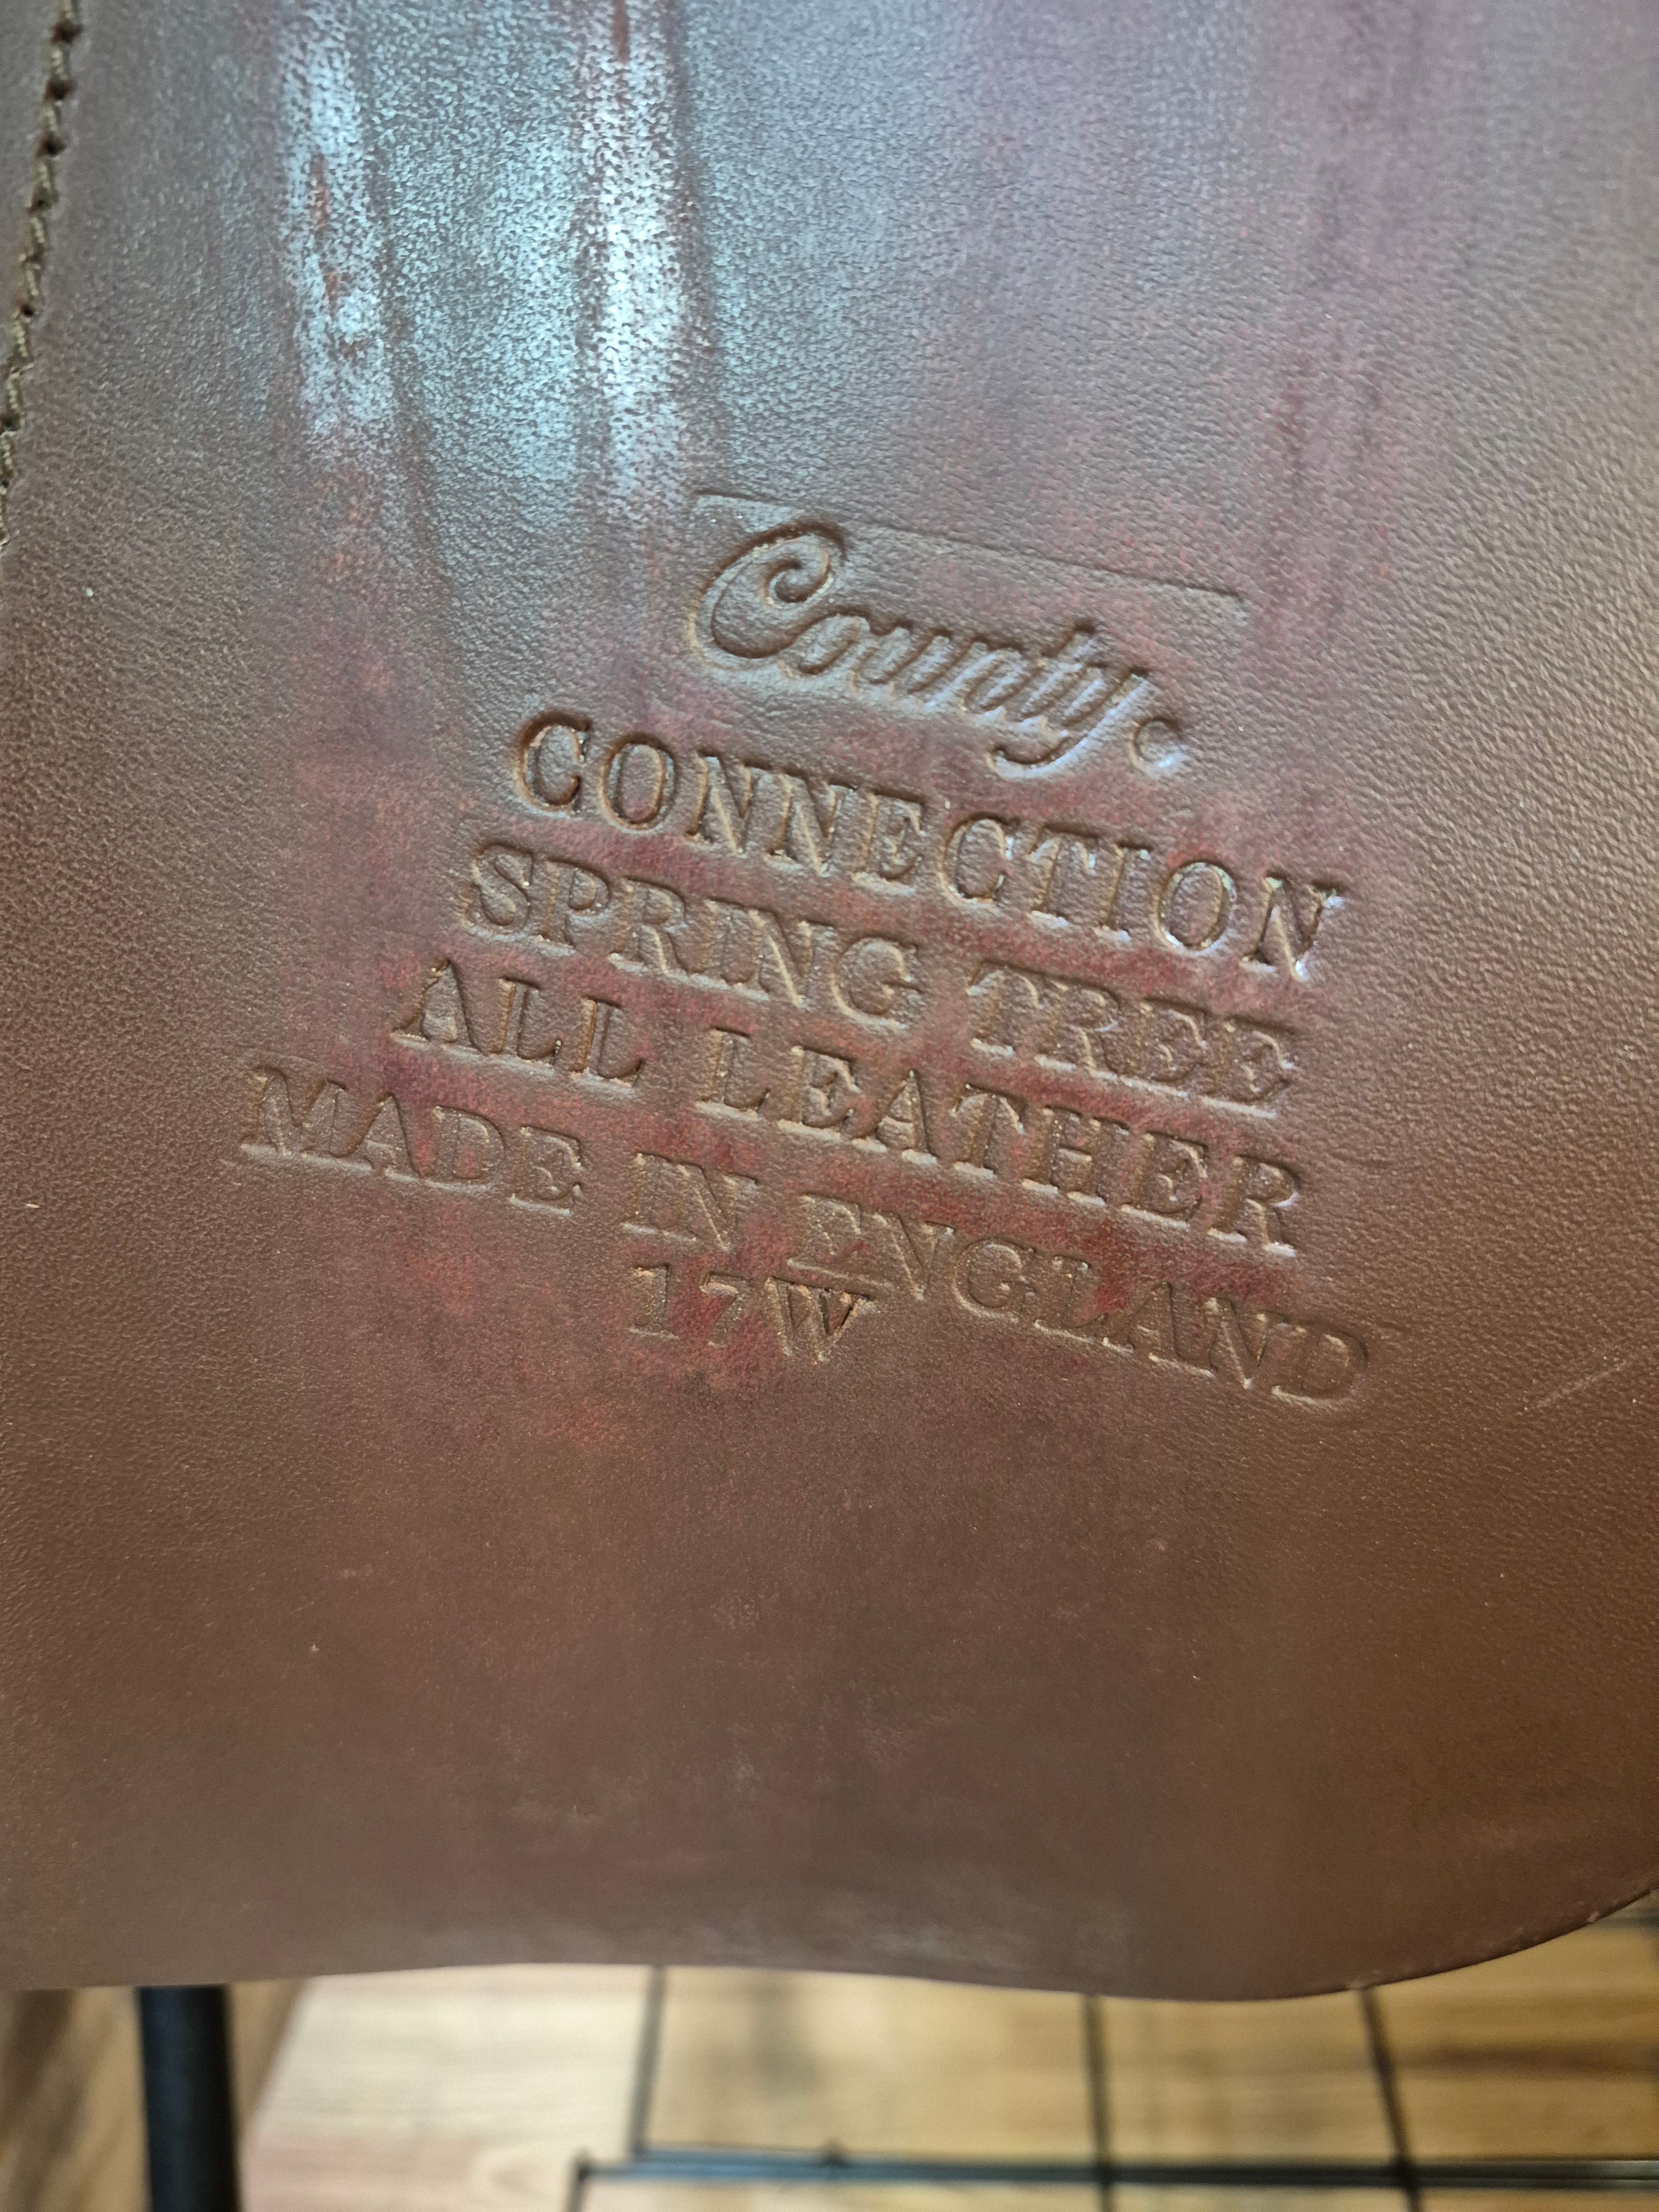 County
CONNECTION
SPRING TREE
ALL LEATHER
MADE IN ENGLAND
17W